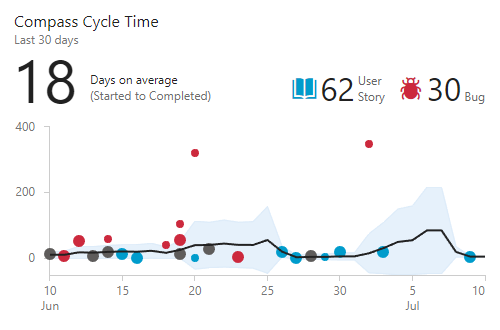 Compass Cycle Time
Last 30 days
18
Days on average
(Started to Completed)
62
User
Story
30
Bug
400
200
0
10
15
20
25
30
5
10
Jun
Jul